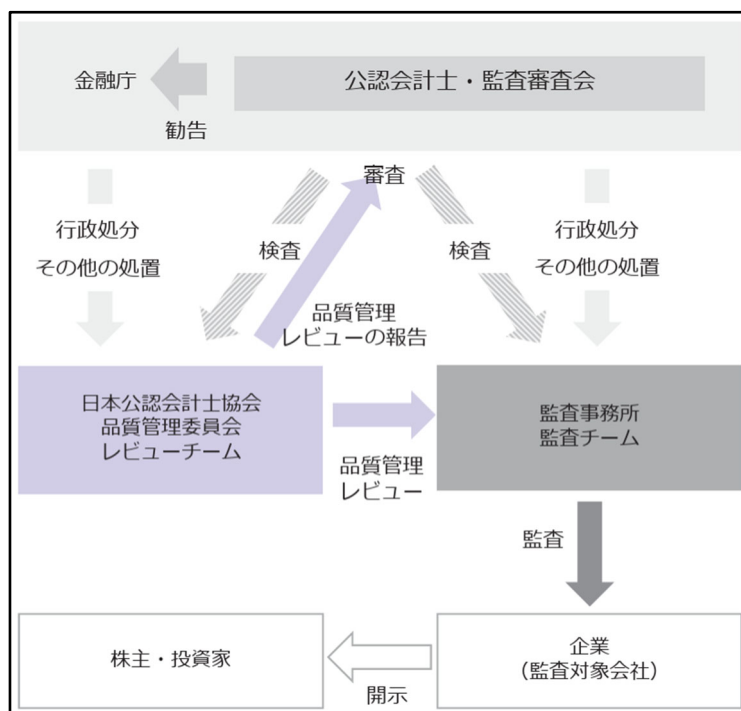 金融庁
公認会計士・監査審査会
勧告
審査
行政処分
その他の処置
検査
検査
行政処分
その他の処置
品質管理
レビューの報告
日本公認会計士協会
品質管理委員会
レビューチーム
品質管理
レビュー
監査事務所
監査チーム
監査
株主・投資家
開示
企業
(監査対象会社)